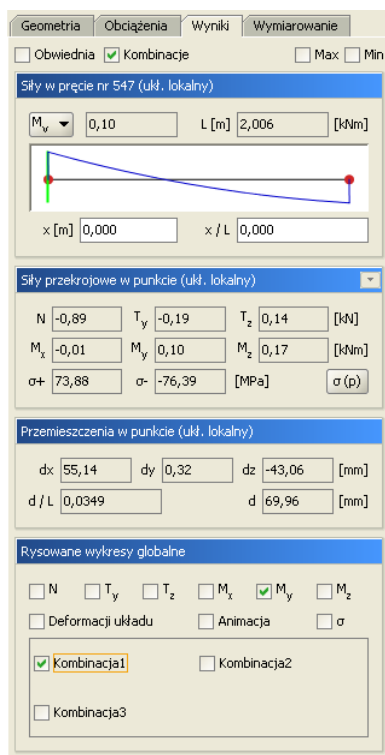 Geometria Obciążenia Wyniki Wymiarowanie
Obwiednia Kombinacje Max Min
Siły w pręcie nr 547 (ukł. lokalny)
My 0,10 L [m] 2,006 [kNm]
x [m] 0,000 x / L 0,000
Siły przekrojowe w punkcie (ukł. lokalny)
N -0,89 Ty -0,19 Tz 0,14 [kN]
Mx -0,01 My 0,10 Mz 0,17 [kNm]
σ+ 73,88 σ- -76,39 [MPa] σ (p)
Przemieszczenia w punkcie (ukł. lokalny)
dx 55,14 dy 0,32 dz -43,06 [mm]
d / L 0,0349 d 69,96 [mm]
Rysowane wykresy globalne
N Ty Tz Mx My Mz
Deformacji układu Animacja σ
Kombinacja1 Kombinacja2
Kombinacja3